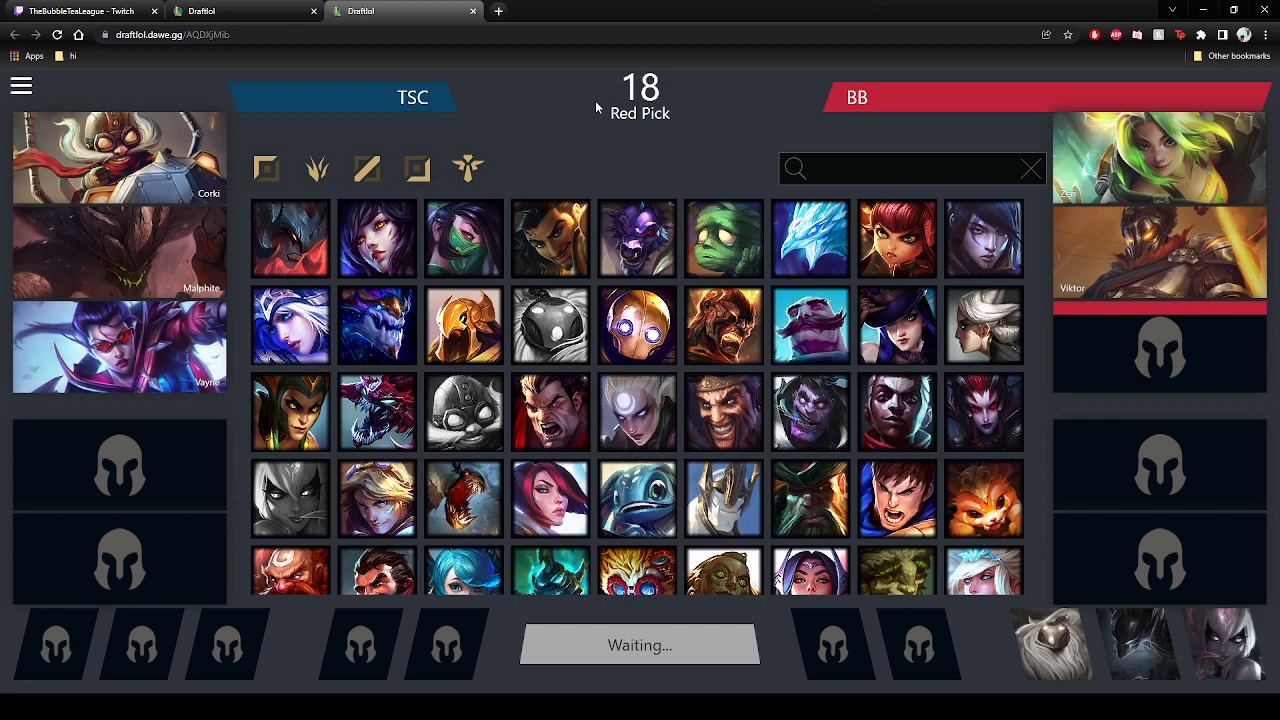 TheBubbleTeaLeague - Twitch
Draftlol
Draftlol
draftlol.dawe.gg/AQDXjMib
Apps
hi
Other bookmarks
TSC
18
BB
Red Pick
Corki
Zeri
Malphite
Viktor
Vayne
Waiting...